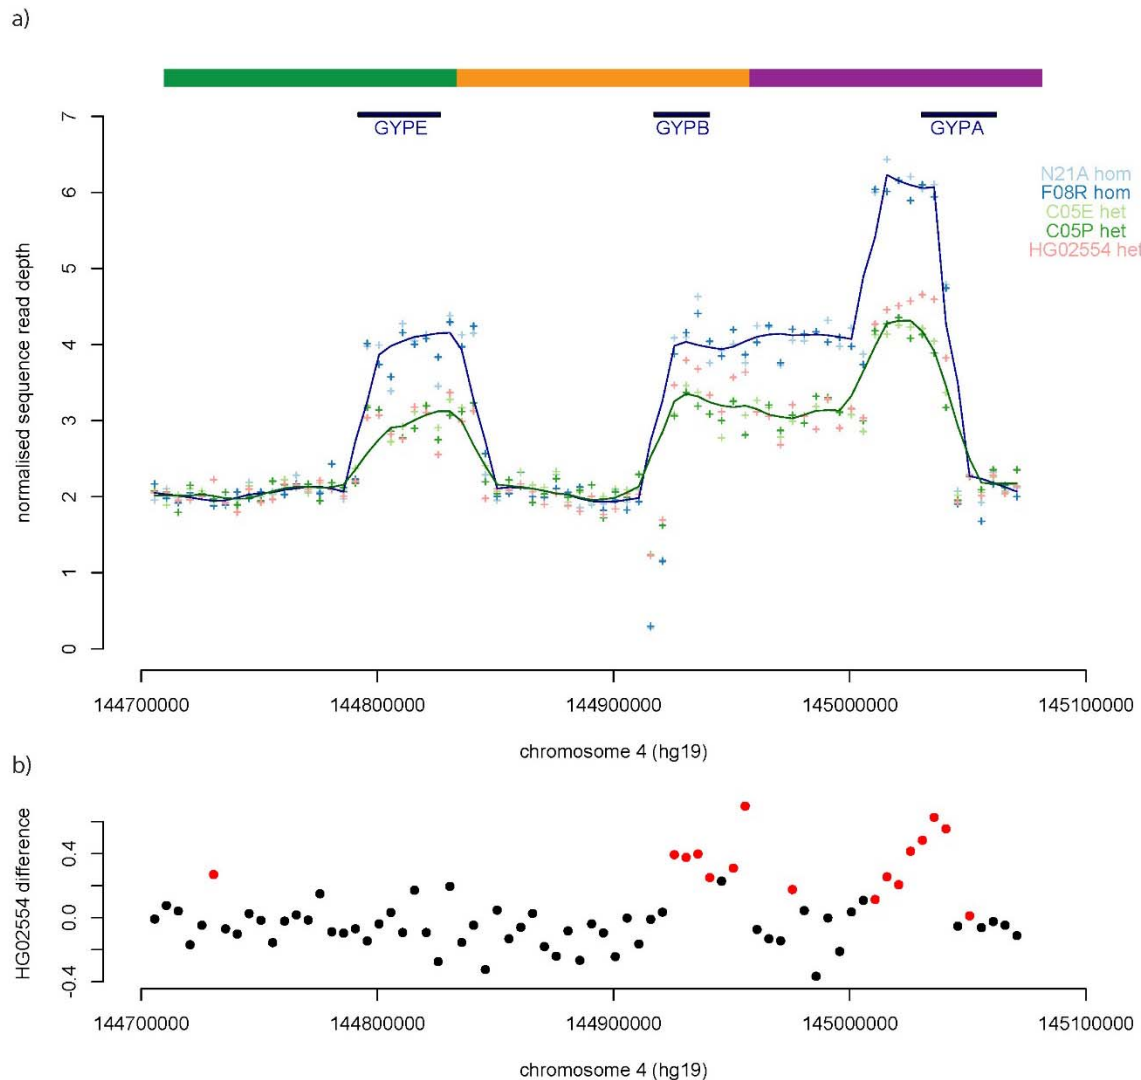 a)
GYPE GYPB GYPA
7
6
5
4
3
2
1
0
normalised sequence read depth
N21A hom
F08R hom
C05E het
C05P het
HG02554 het
144700000 144800000 144900000 145000000 145100000
chromosome 4 (hg19)
b)
HG02554 difference
0.4
0.0
-0.4
144700000 144800000 144900000 145000000 145100000
chromosome 4 (hg19)